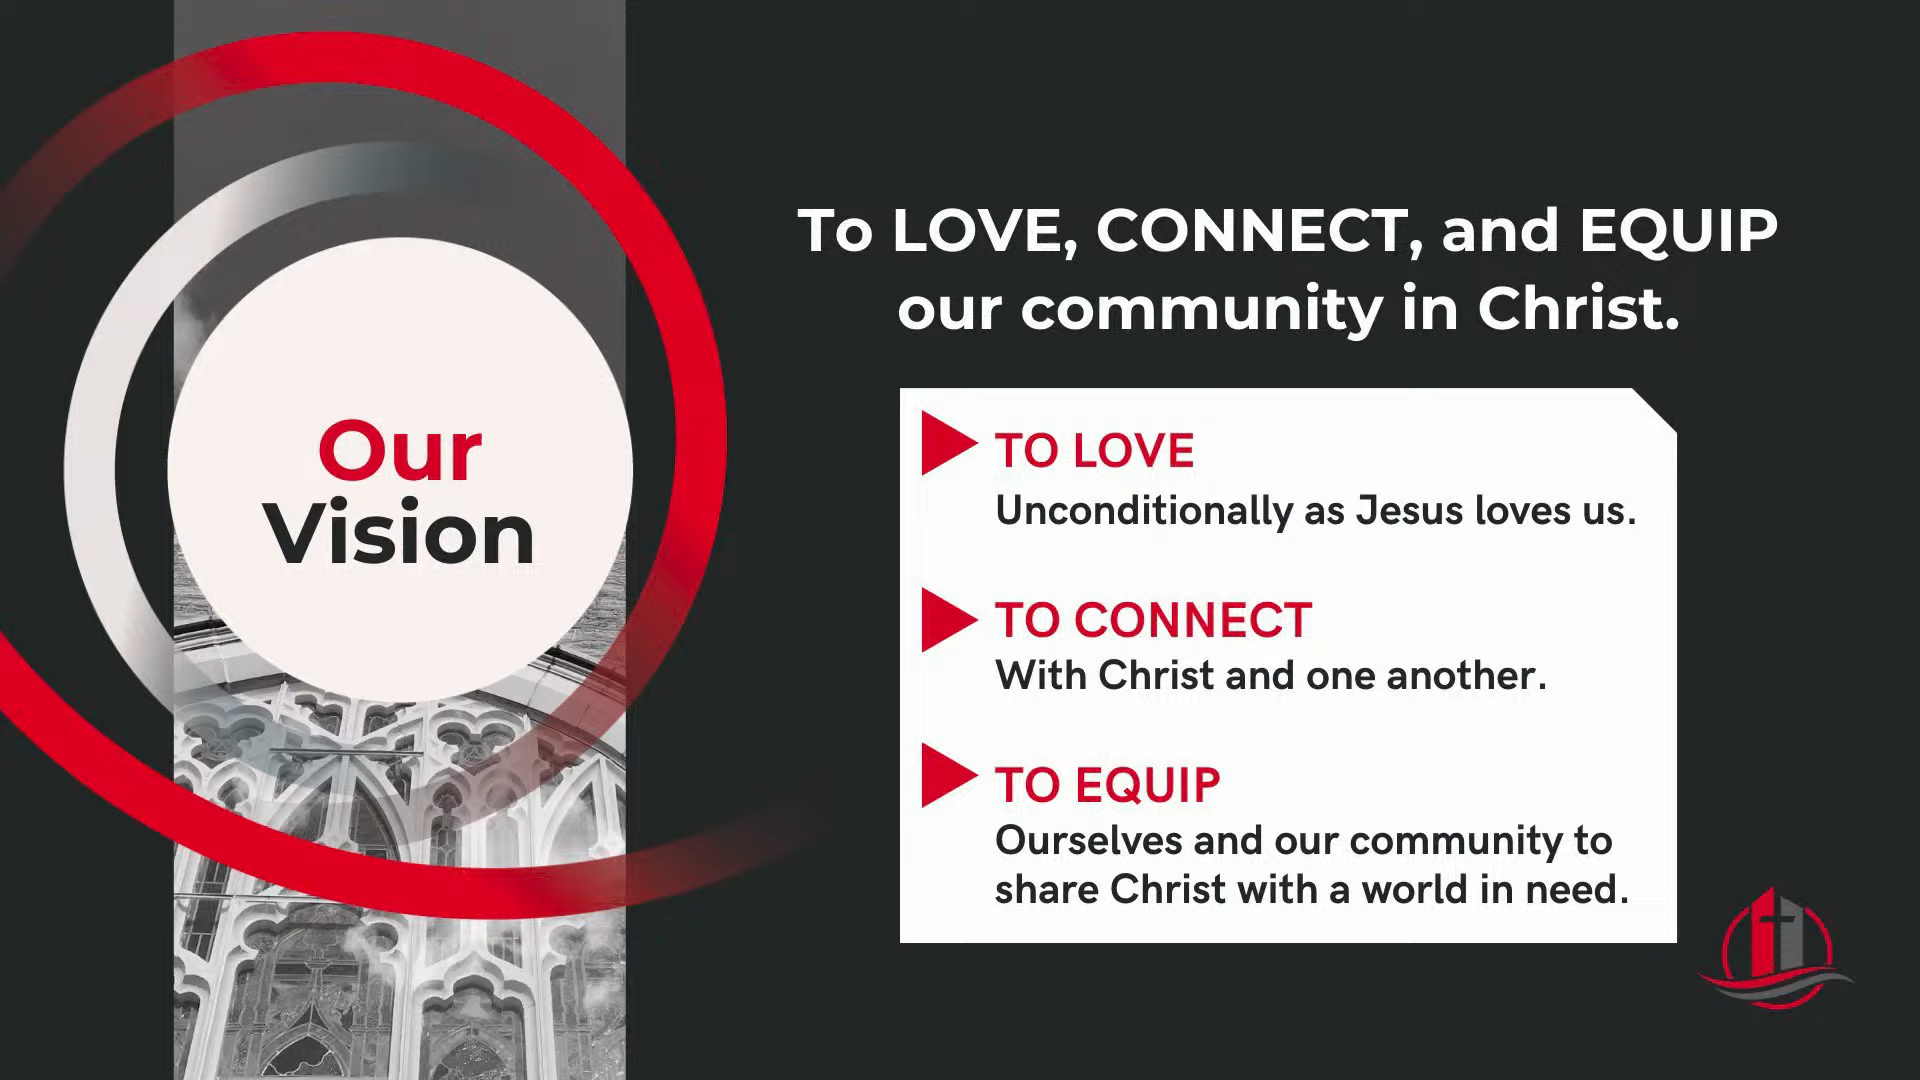 Our
Vision
To LOVE, CONNECT, and EQUIP
our community in Christ.
TO LOVE
Unconditionally as Jesus loves us.
TO CONNECT
With Christ and one another.
TO EQUIP
Ourselves and our community to
share Christ with a world in need.